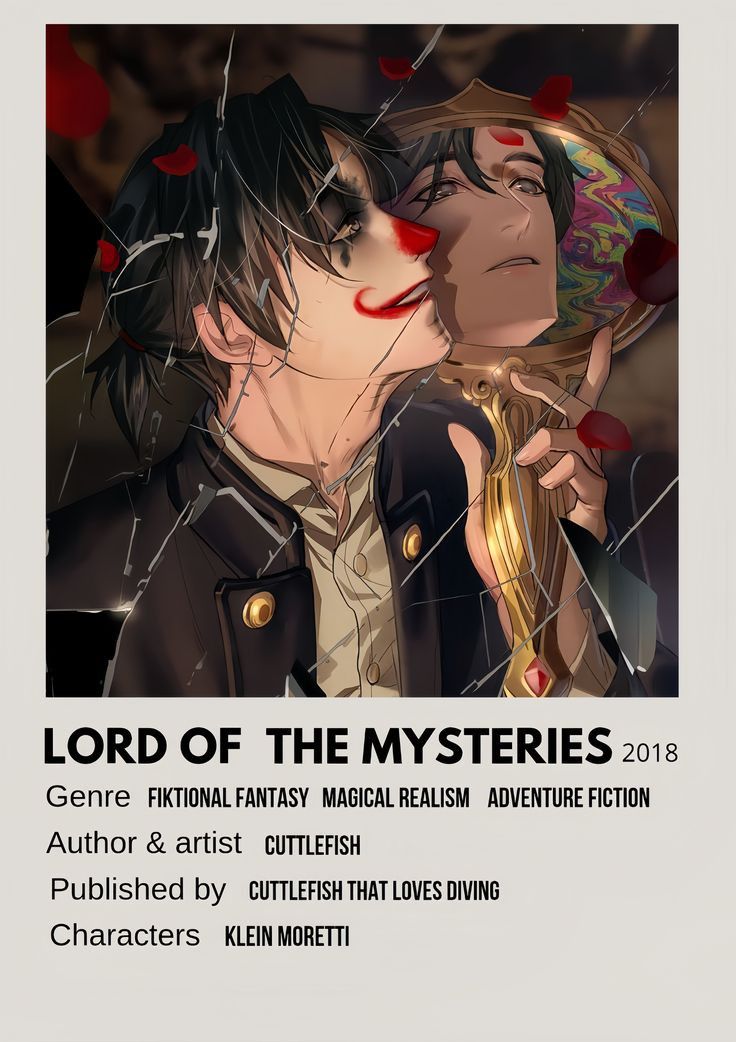 LORD OF THE MYSTERIES 2018
Genre FIKTIONAL FANTASY MAGICAL REALISM ADVENTURE FICTION
Author & artist CUTTLEFISH
Published by CUTTLEFISH THAT LOVES DIVING
Characters KLEIN MORETTI